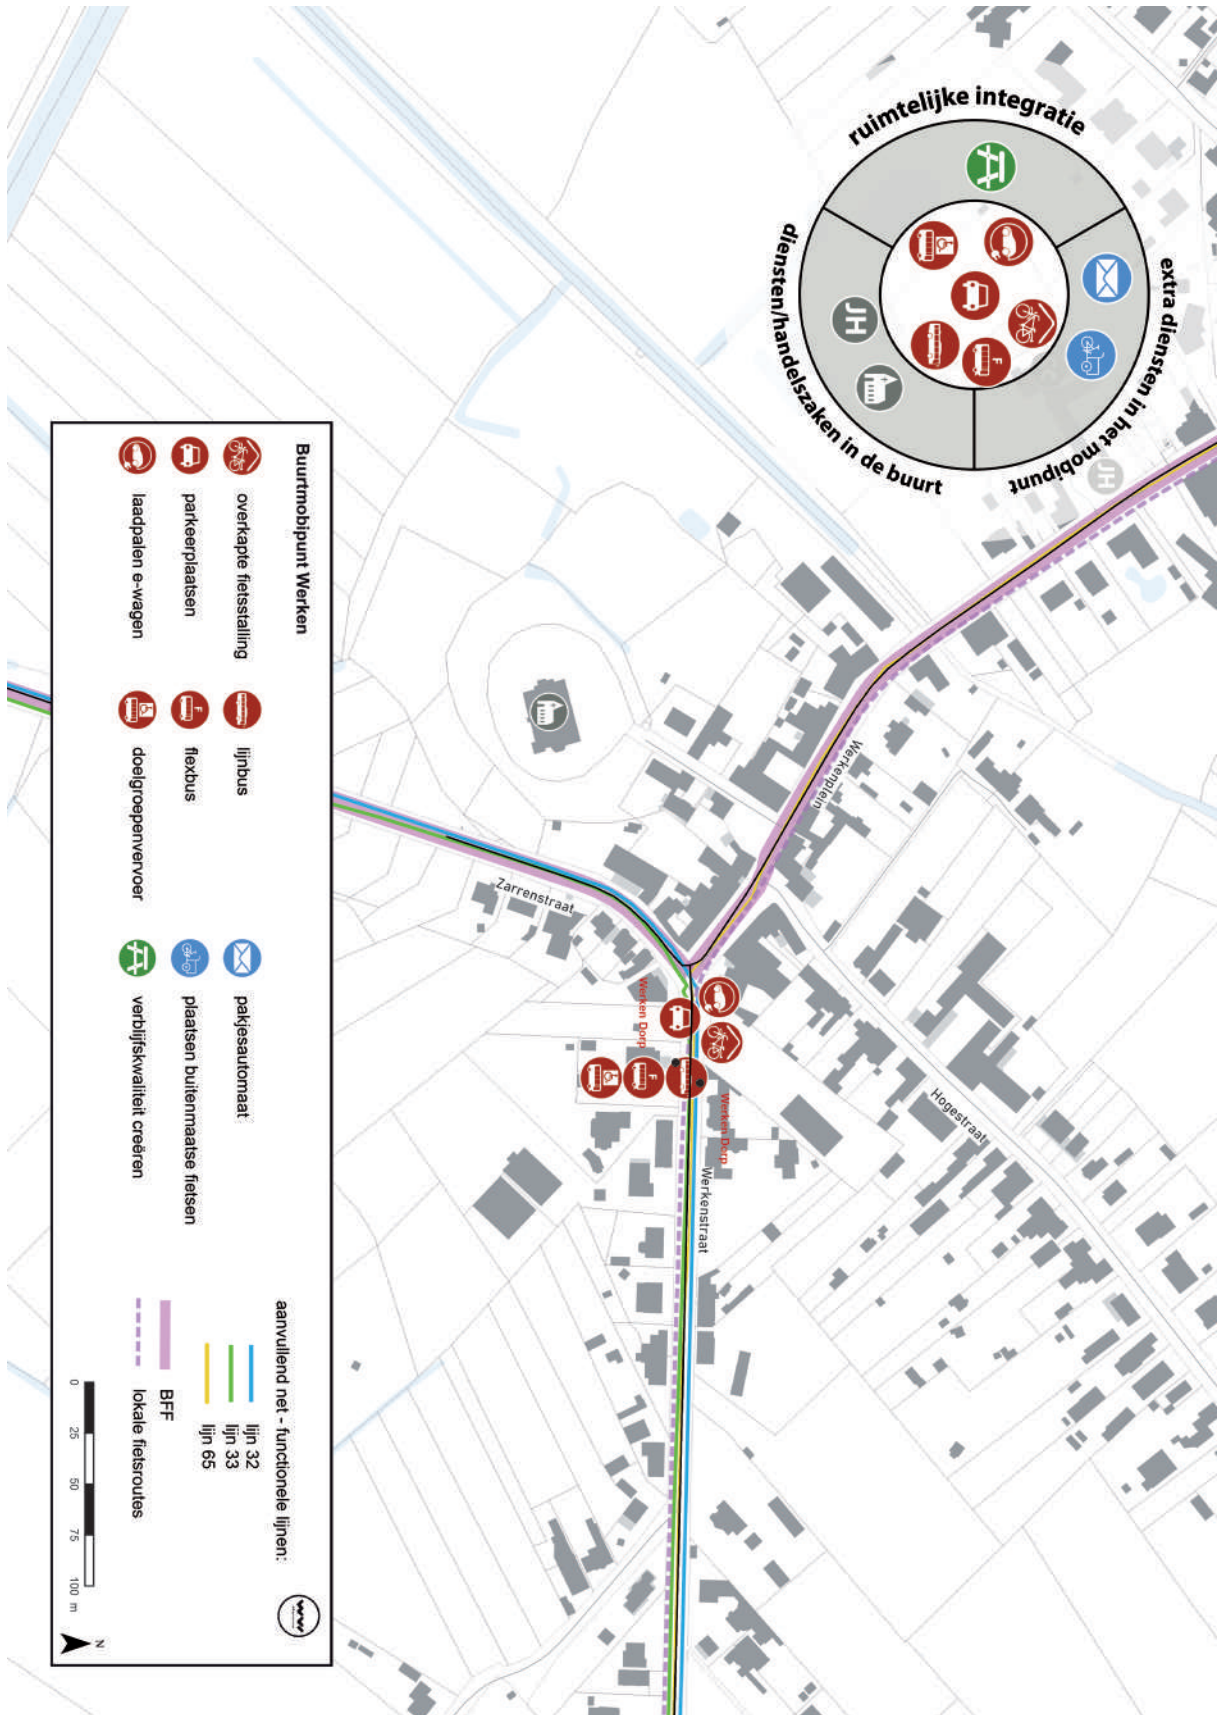 ruimtelijke integratie
extra diensten in het mobipunt
diensten/handelszaken in de buurt
JH
F
JH
Werkenplein
Zarrenstraat
Hogestraat
Werkenstraat
Werken Dorp
Werken Dorp
F
Buurtmobipunt Werken
overkapte fietsstalling
parkeerplaatsen
laadpalen e-wagen
lijnbus
F
flexbus
doelgroepenvervoer
pakjesautomaat
plaatsen buitenmaatse fietsen
verblijfskwaliteit creëren
aanvullend net - functionele lijnen:
lijn 32
lijn 33
lijn 65
BFF
lokale fietsroutes
0 25 50 75 100 m
N